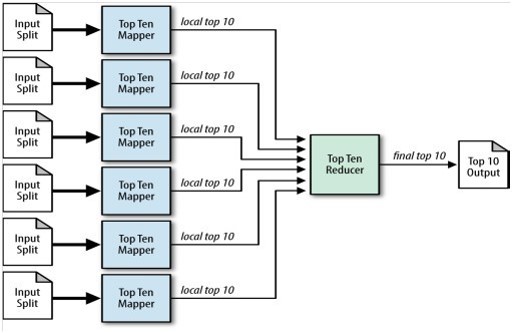 Input
Split
Top Ten
Mapper
local top 10
Input
Split
Top Ten
Mapper
local top 10
Input
Split
Top Ten
Mapper
local top 10
Top Ten
Reducer
final top 10
Top 10
Output
Input
Split
Top Ten
Mapper
local top 10
Input
Split
Top Ten
Mapper
local top 10
Input
Split
Top Ten
Mapper
local top 10